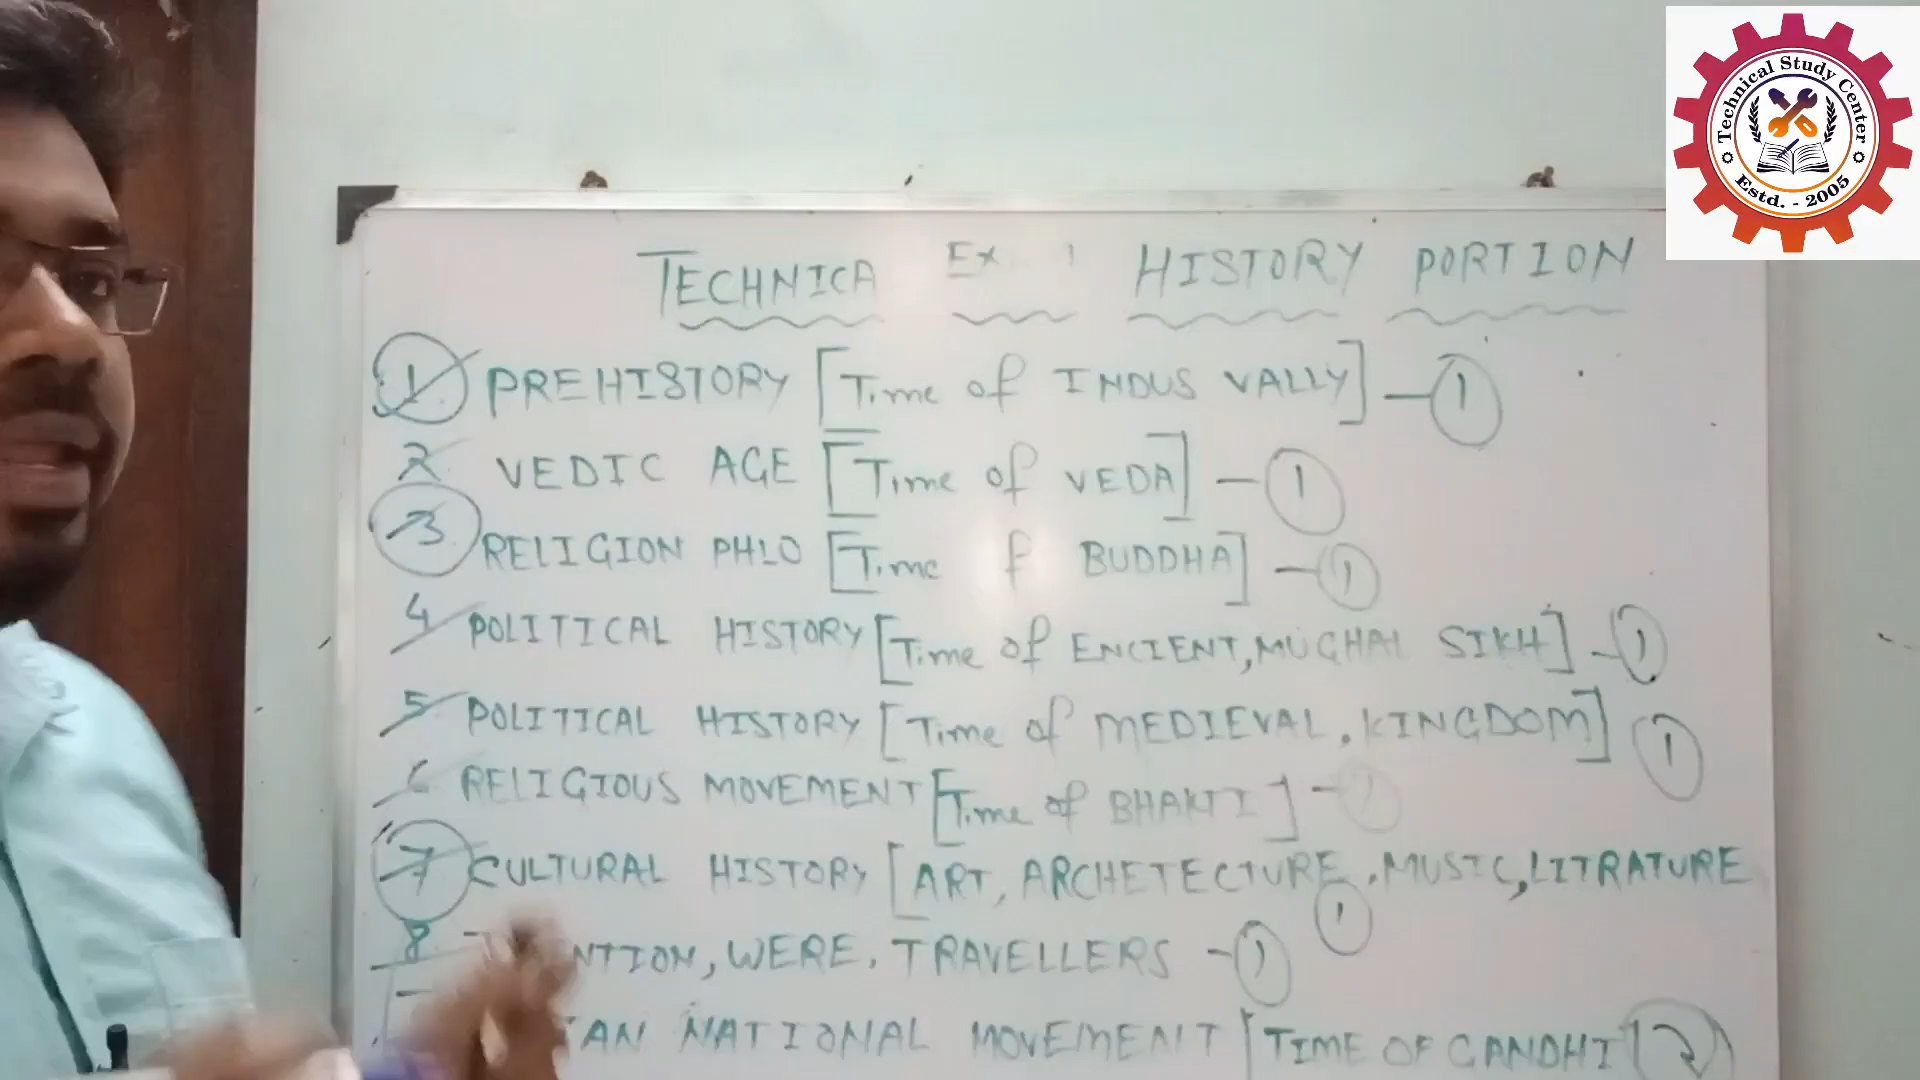 Technical Study Center
Estd. - 2005
TECHNICA Ex HISTORY PORTION
1 PREHISTORY [Time of INDUS VALLY] - 1
2 VEDIC AGE [Time of VEDA] - 1
3 RELIGION PHLO [Time f BUDDHA] - 1
4 POLITICAL HISTORY [Time of ENCIENT, MUGHAL SIKH] - 1
5 POLITICAL HISTORY [Time of MEDIEVAL, KINGDOM] 1
6 RELIGIOUS MOVEMENT [Time of BHAKTI] -
7 CULTURAL HISTORY [ART, ARCHETECTURE, MUSIC, LITRATURE
1
8 NTION, WERE, TRAVELLERS - 1
IAN NATIONAL MOVEMENT [TIME OF GANDHI] 2